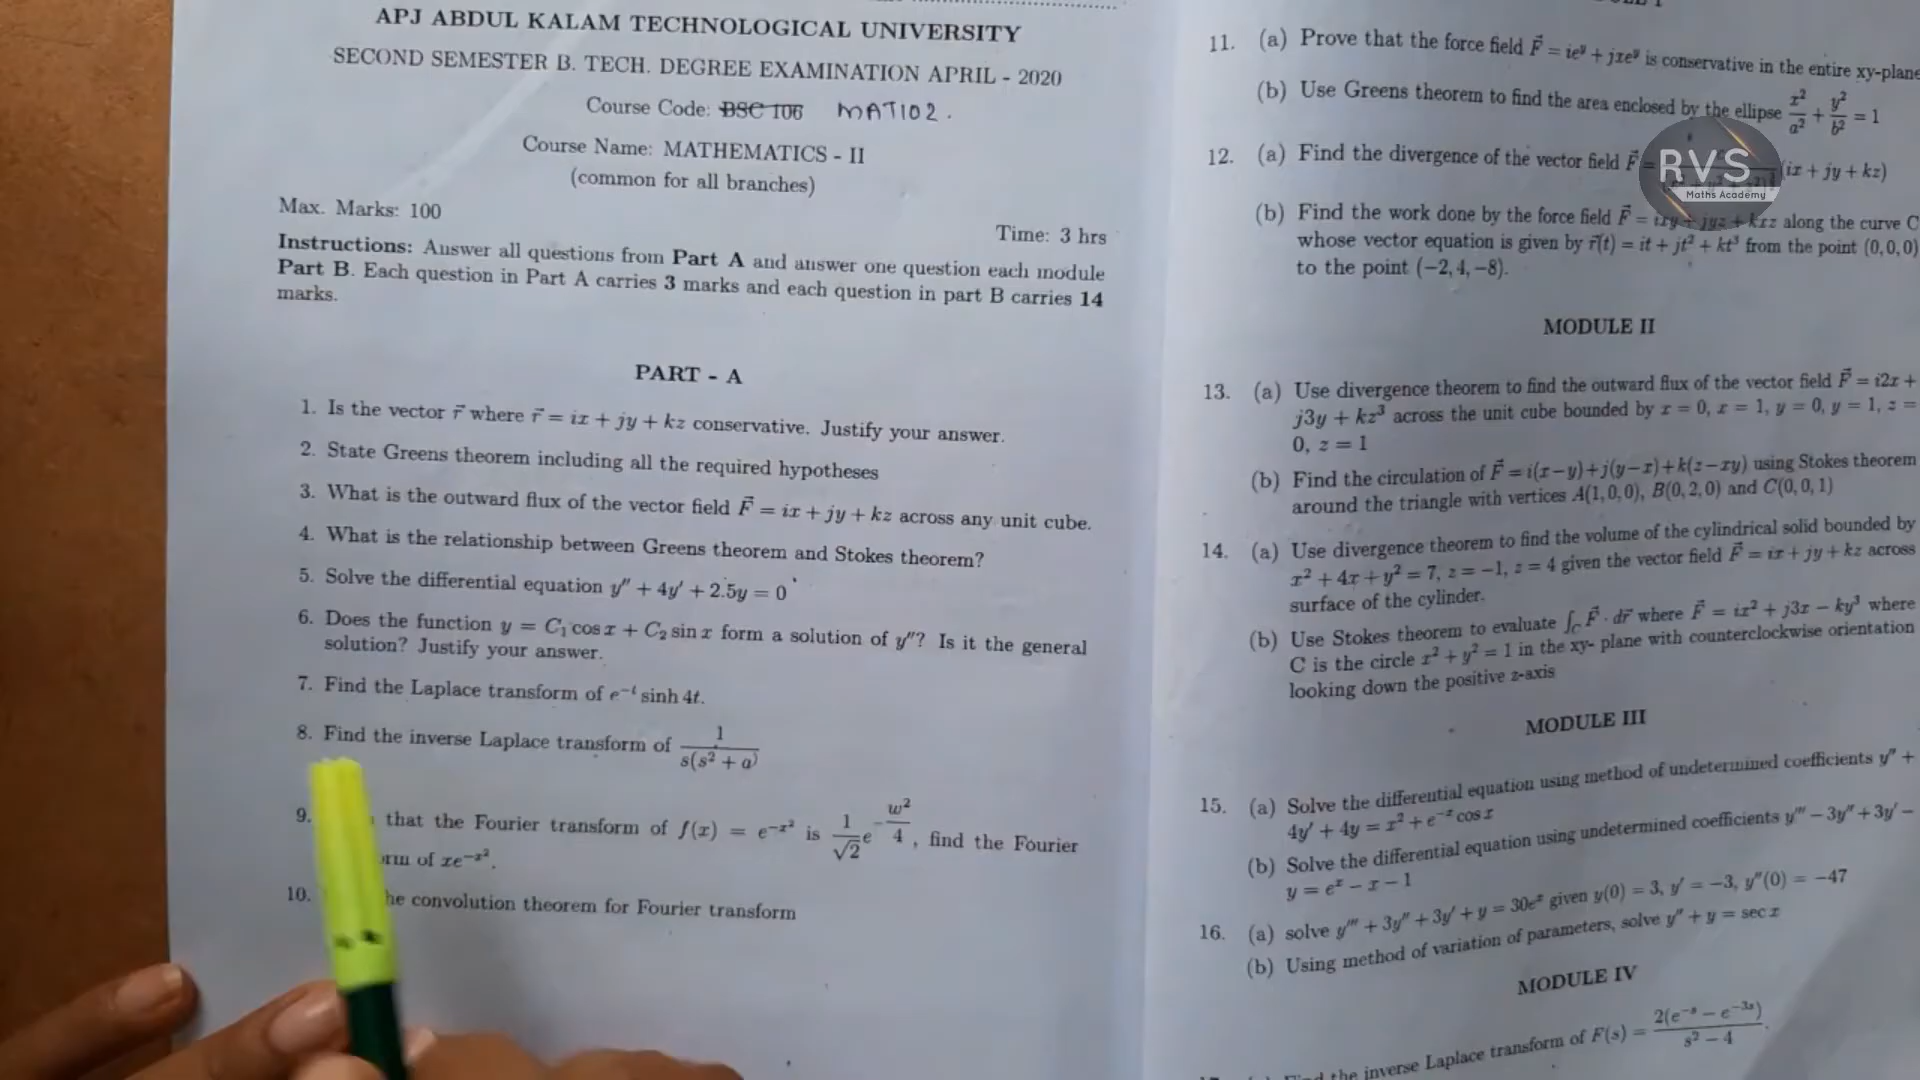 APJ ABDUL KALAM TECHNOLOGICAL UNIVERSITY
SECOND SEMESTER B. TECH. DEGREE EXAMINATION APRIL - 2020
Course Code: BSC 106 MAT102.
Course Name: MATHEMATICS - II
(common for all branches)
Max. Marks: 100
Time: 3 hrs
Instructions: Answer all questions from Part A and answer one question each module
Part B. Each question in Part A carries 3 marks and each question in part B carries 14
marks.
PART - A
1. Is the vector r⃗ where r⃗ = ix + jy + kz conservative. Justify your answer.
2. State Greens theorem including all the required hypotheses
3. What is the outward flux of the vector field F⃗ = ix + jy + kz across any unit cube.
4. What is the relationship between Greens theorem and Stokes theorem?
5. Solve the differential equation y″ + 4y′ + 2.5y = 0
6. Does the function y = C₁ cos x + C₂ sin x form a solution of y″? Is it the general
solution? Justify your answer.
7. Find the Laplace transform of e⁻ᵗ sinh 4t.
8. Find the inverse Laplace transform of 1/(s(s² + a))
9. that the Fourier transform of f(x) = e^(−x²) is (1/√2)e^(−w²/4), find the Fourier
of xe^(−x²).
10. convolution theorem for Fourier transform
11. (a) Prove that the force field F⃗ = ieʸ + jxeʸ is conservative in the entire xy-plane
(b) Use Greens theorem to find the area enclosed by the ellipse x²/a² + y²/b² = 1
12. (a) Find the divergence of the vector field F⃗ = (ix + jy + kz)
RVS
Maths Academy
(b) Find the work done by the force field F⃗ = ixy + jyz + kxz along the curve C
whose vector equation is given by r⃗(t) = it + jt² + kt³ from the point (0,0,0)
to the point (−2, 4, −8).
MODULE II
13. (a) Use divergence theorem to find the outward flux of the vector field F⃗ = i2x +
j3y + kz³ across the unit cube bounded by x = 0, x = 1, y = 0, y = 1, z =
0, z = 1
(b) Find the circulation of F⃗ = i(x−y)+j(y−x)+k(z−xy) using Stokes theorem
around the triangle with vertices A(1,0,0), B(0,2,0) and C(0,0,1)
14. (a) Use divergence theorem to find the volume of the cylindrical solid bounded by
x² + 4x + y² = 7, z = −1, z = 4 given the vector field F⃗ = ix + jy + kz across
surface of the cylinder.
(b) Use Stokes theorem to evaluate ∫_C F⃗ · dr⃗ where F⃗ = ix² + j3x − ky³ where
C is the circle x² + y² = 1 in the xy- plane with counterclockwise orientation
looking down the positive z-axis
MODULE III
15. (a) Solve the differential equation using method of undetermined coefficients y″ +
4y′ + 4y = x² + e⁻ˣ cos x
(b) Solve the differential equation using undetermined coefficients y‴ − 3y″ + 3y′ −
y = eˣ − x − 1
16. (a) solve y‴ + 3y″ + 3y′ + y = 30eˣ given y(0) = 3, y′ = −3, y″(0) = −47
(b) Using method of variation of parameters, solve y″ + y = sec x
MODULE IV
the inverse Laplace transform of F(s) = 2(e⁻ˢ − e⁻³ˢ)/(s² − 4).